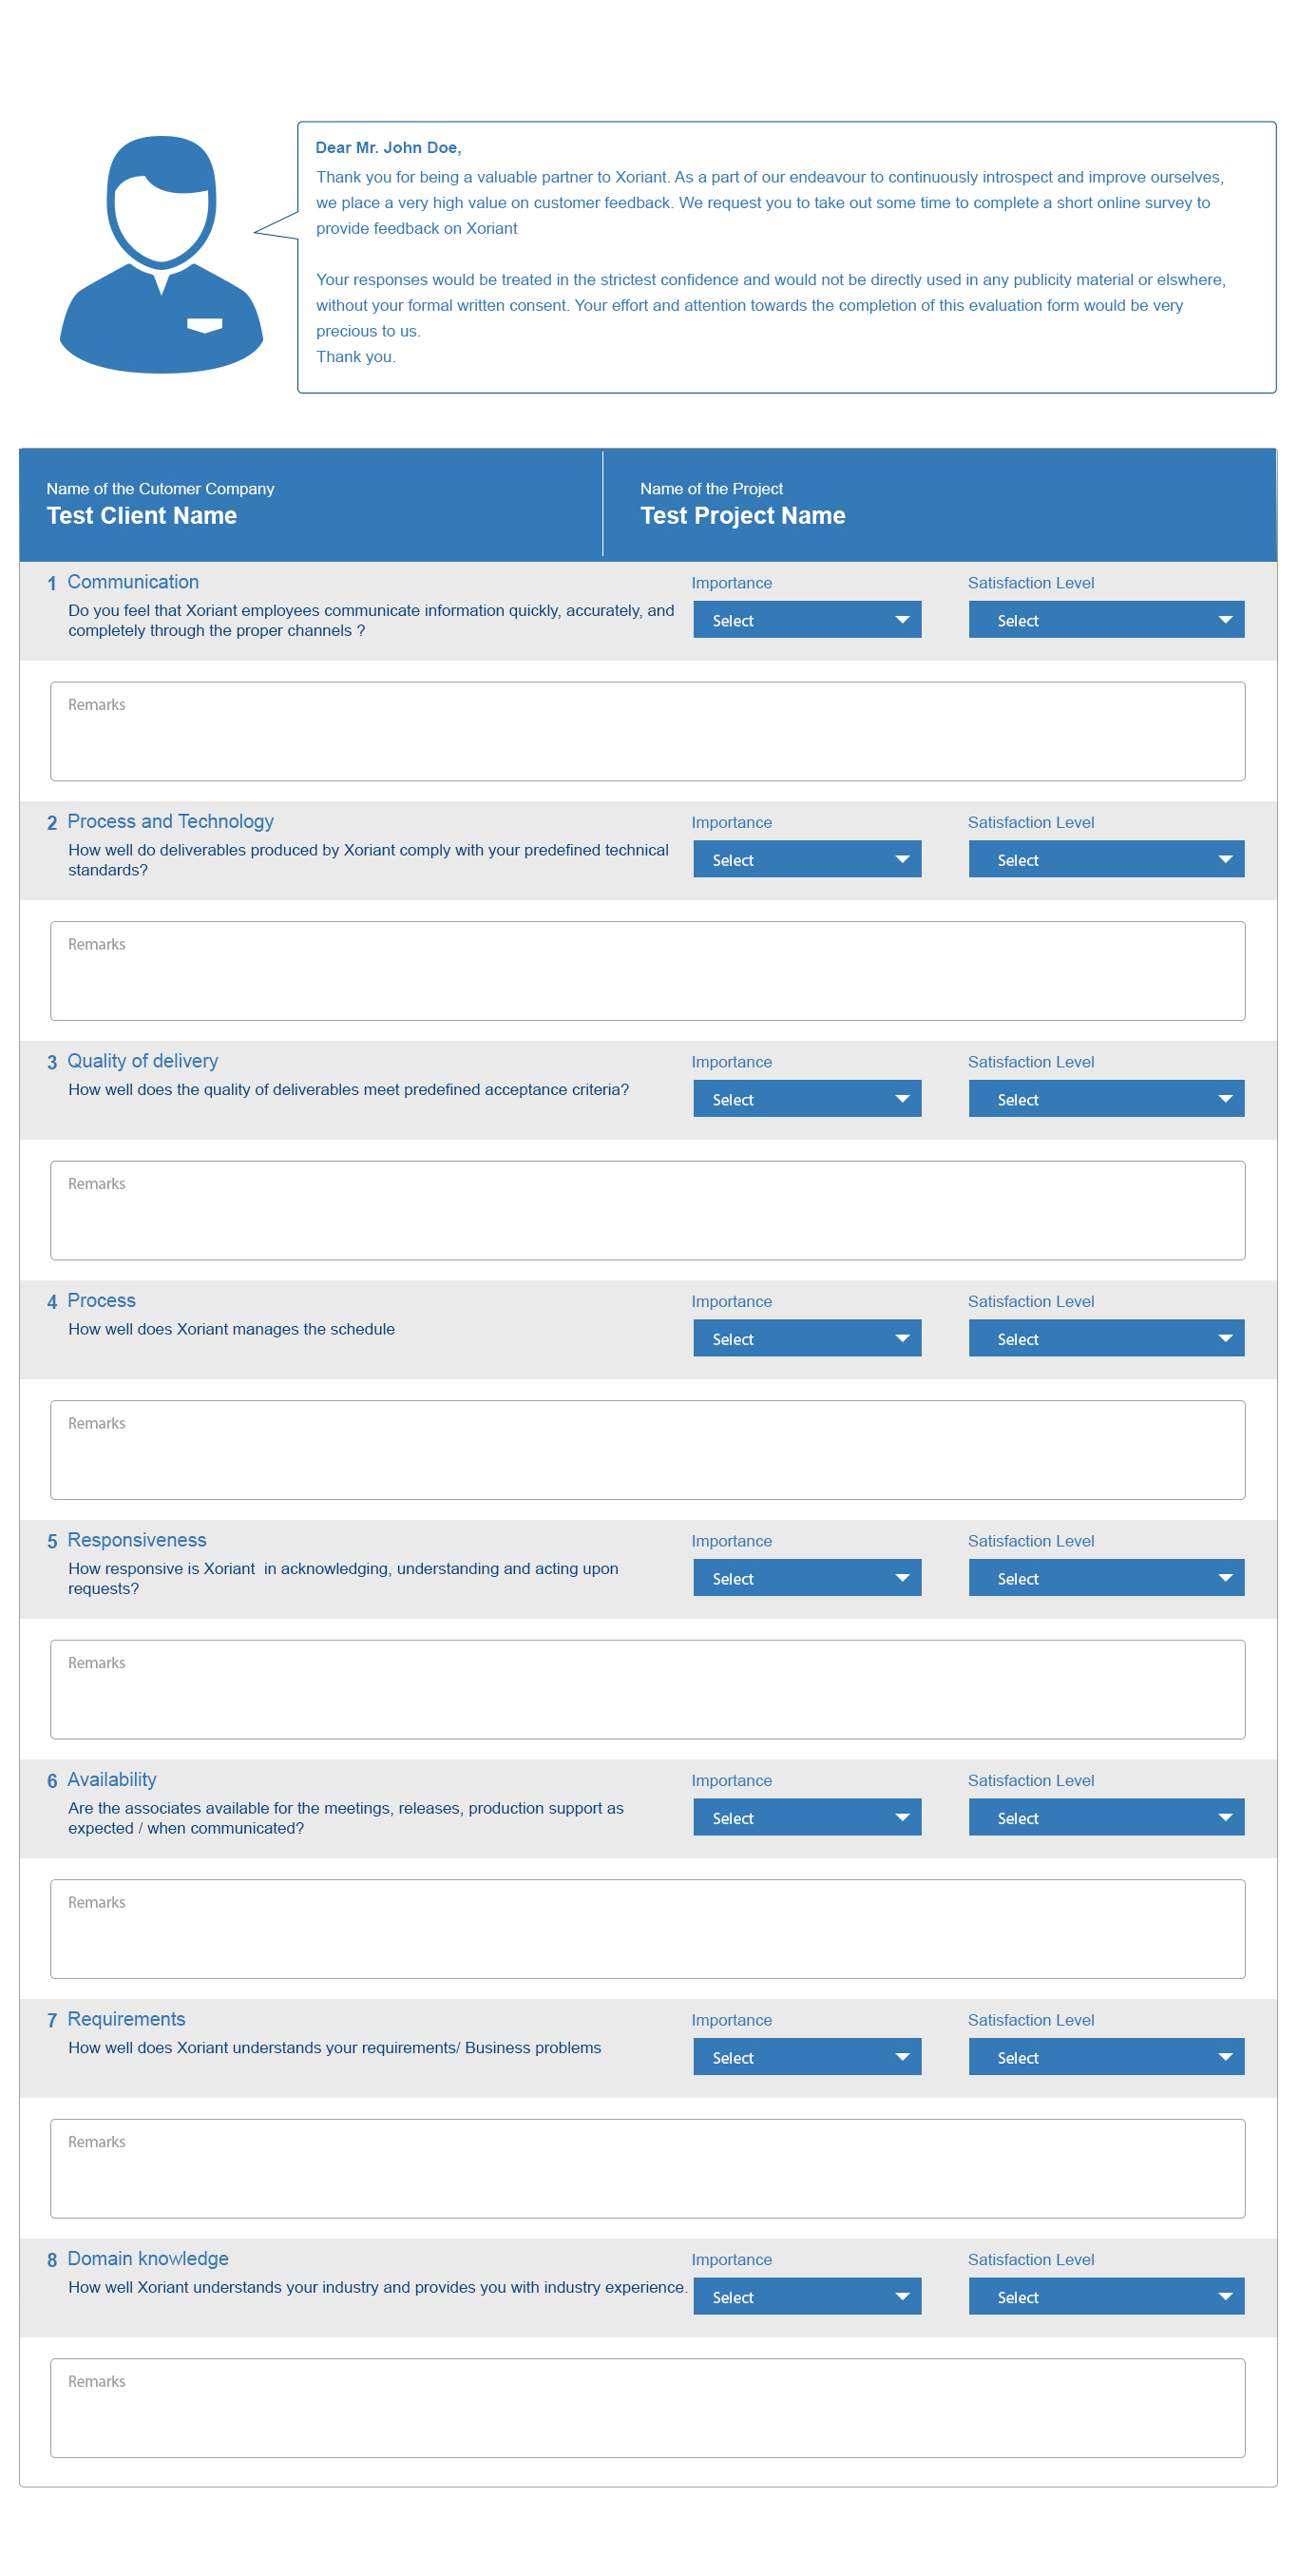 Dear Mr. John Doe,
Thank you for being a valuable partner to Xoriant. As a part of our endeavour to continuously introspect and improve ourselves,
we place a very high value on customer feedback. We request you to take out some time to complete a short online survey to
provide feedback on Xoriant
Your responses would be treated in the strictest confidence and would not be directly used in any publicity material or elswhere,
without your formal written consent. Your effort and attention towards the completion of this evaluation form would be very
precious to us.
Thank you.
Name of the Cutomer Company
Test Client Name
Name of the Project
Test Project Name
1 Communication
Do you feel that Xoriant employees communicate information quickly, accurately, and
completely through the proper channels ?
Importance
Select
Satisfaction Level
Select
Remarks
2 Process and Technology
How well do deliverables produced by Xoriant comply with your predefined technical
standards?
Importance
Select
Satisfaction Level
Select
Remarks
3 Quality of delivery
How well does the quality of deliverables meet predefined acceptance criteria?
Importance
Select
Satisfaction Level
Select
Remarks
4 Process
How well does Xoriant manages the schedule
Importance
Select
Satisfaction Level
Select
Remarks
5 Responsiveness
How responsive is Xoriant  in acknowledging, understanding and acting upon
requests?
Importance
Select
Satisfaction Level
Select
Remarks
6 Availability
Are the associates available for the meetings, releases, production support as
expected / when communicated?
Importance
Select
Satisfaction Level
Select
Remarks
7 Requirements
How well does Xoriant understands your requirements/ Business problems
Importance
Select
Satisfaction Level
Select
Remarks
8 Domain knowledge
How well Xoriant understands your industry and provides you with industry experience.
Importance
Select
Satisfaction Level
Select
Remarks